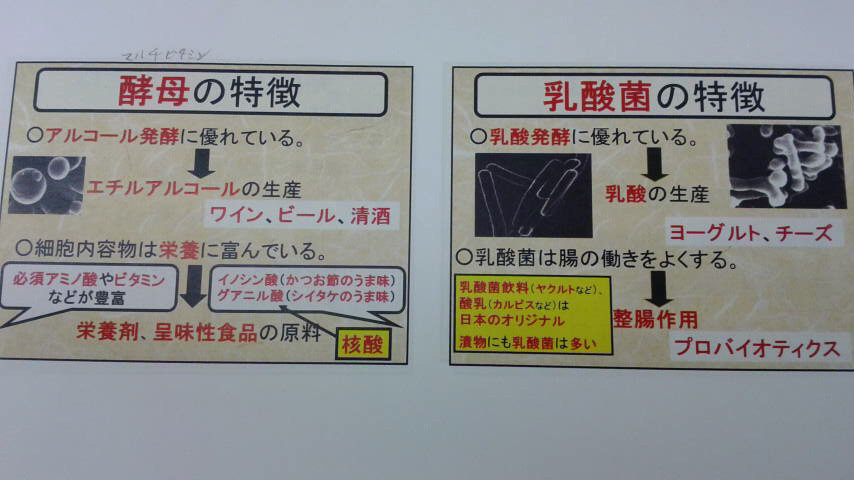 マルチビタミン
酵母の特徴
○アルコール発酵に優れている。
エチルアルコールの生産
ワイン、ビール、清酒
○細胞内容物は栄養に富んでいる。
必須アミノ酸やビタミン
などが豊富
イノシン酸(かつお節のうま味)
グアニル酸(シイタケのうま味)
栄養剤、呈味性食品の原料
核酸
乳酸菌の特徴
○乳酸発酵に優れている。
乳酸の生産
ヨーグルト、チーズ
○乳酸菌は腸の働きをよくする。
乳酸菌飲料(ヤクルトなど)、
酸乳(カルピスなど)は
日本のオリジナル
漬物にも乳酸菌は多い
整腸作用
プロバイオティクス